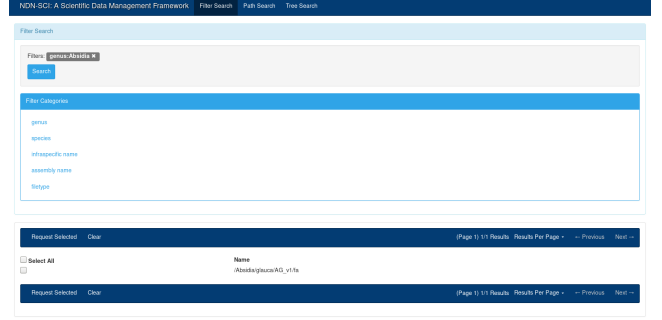 NDN-SCI: A Scientific Data Management Framework Filter Search Path Search Tree Search
Filter Search
Filters: genus:Absidia ✖
Search
Filter Categories
genus
species
infraspecific name
assembly name
filetype
Request Selected Clear (Page 1) 1/1 Results Results Per Page ← Previous Next →
Select All Name
/Absidia/glauca/AG_v1/fa
Request Selected Clear (Page 1) 1/1 Results Results Per Page ← Previous Next →